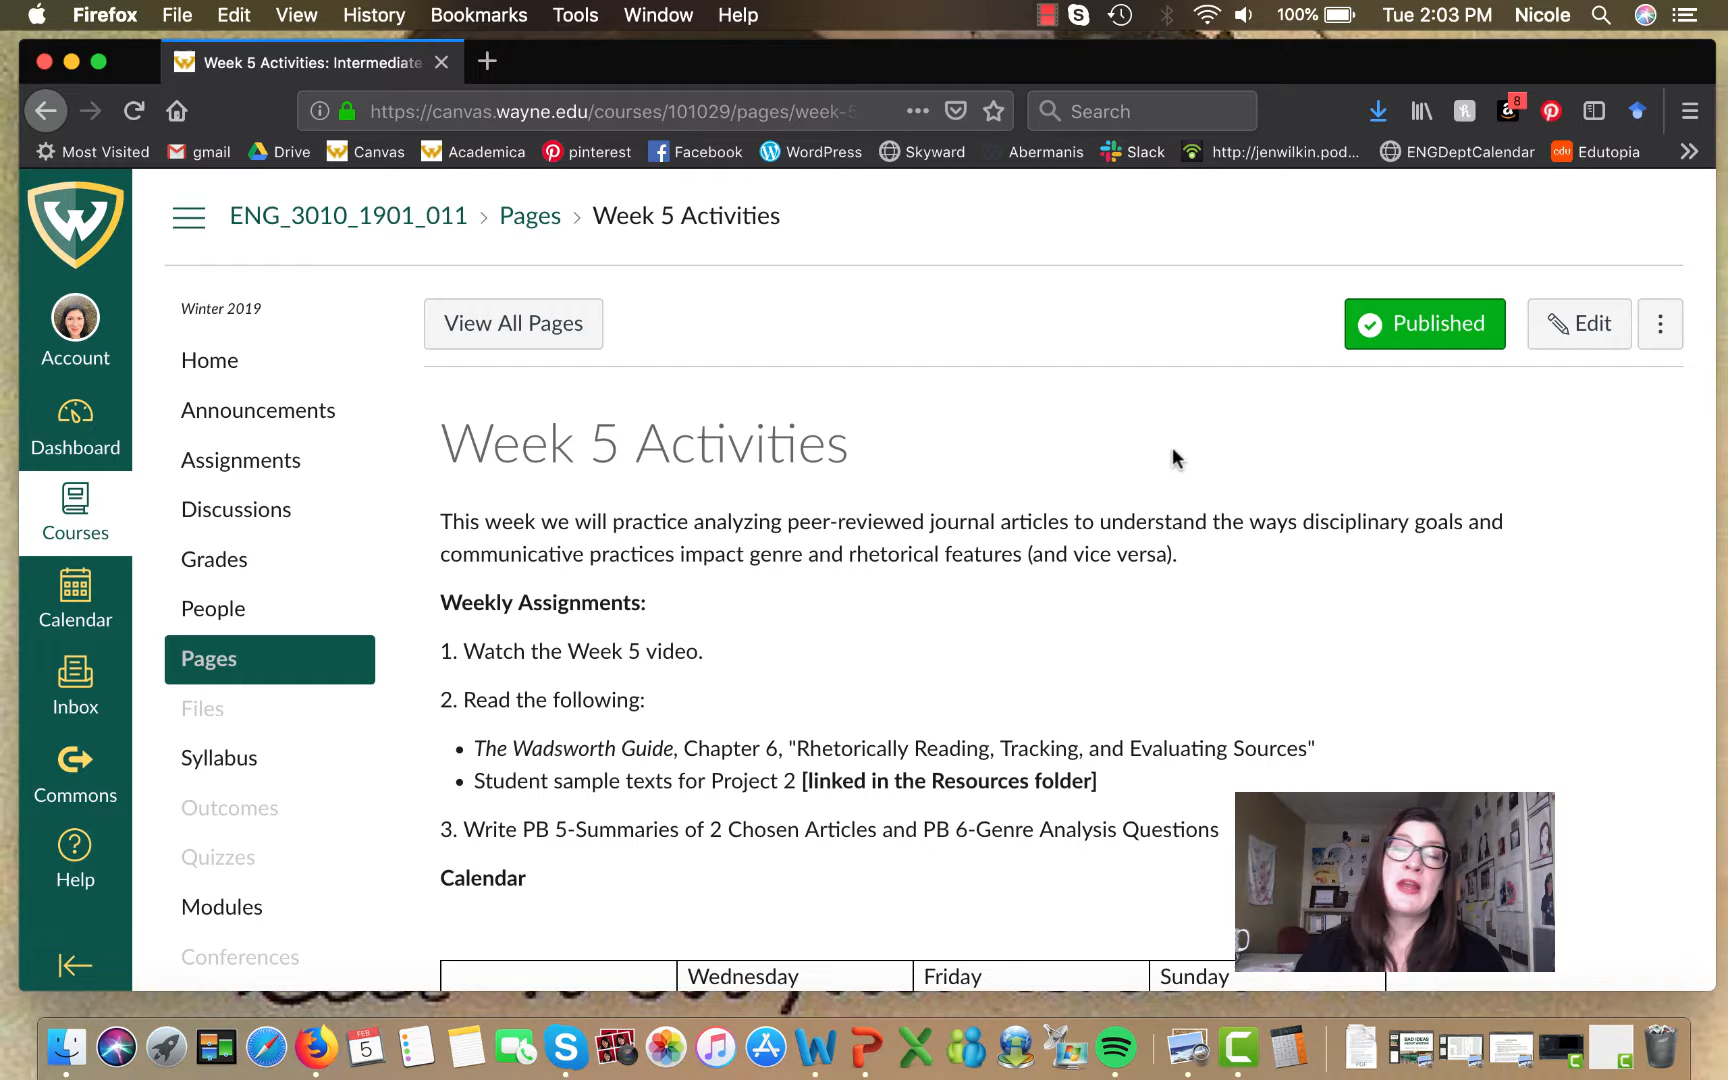 Firefox File Edit View History Bookmarks Tools Window Help 100% Tue 2:03 PM Nicole
Week 5 Activities: Intermediate
https://canvas.wayne.edu/courses/101029/pages/week-5 Search 8
Most Visited gmail Drive Canvas Academica pinterest Facebook WordPress Skyward Abermanis Slack http://jenwilkin.pod... ENGDeptCalendar edu Edutopia
ENG_3010_1901_011 › Pages › Week 5 Activities
Account
Dashboard
Courses
Calendar
Inbox
Commons
Help
Winter 2019
Home
Announcements
Assignments
Discussions
Grades
People
Pages
Files
Syllabus
Outcomes
Quizzes
Modules
Conferences
View All Pages Published Edit
Week 5 Activities
This week we will practice analyzing peer-reviewed journal articles to understand the ways disciplinary goals and
communicative practices impact genre and rhetorical features (and vice versa).
Weekly Assignments:
1. Watch the Week 5 video.
2. Read the following:
• The Wadsworth Guide, Chapter 6, "Rhetorically Reading, Tracking, and Evaluating Sources"
• Student sample texts for Project 2 [linked in the Resources folder]
3. Write PB 5-Summaries of 2 Chosen Articles and PB 6-Genre Analysis Questions
Calendar
Wednesday Friday Sunday
FEB
5